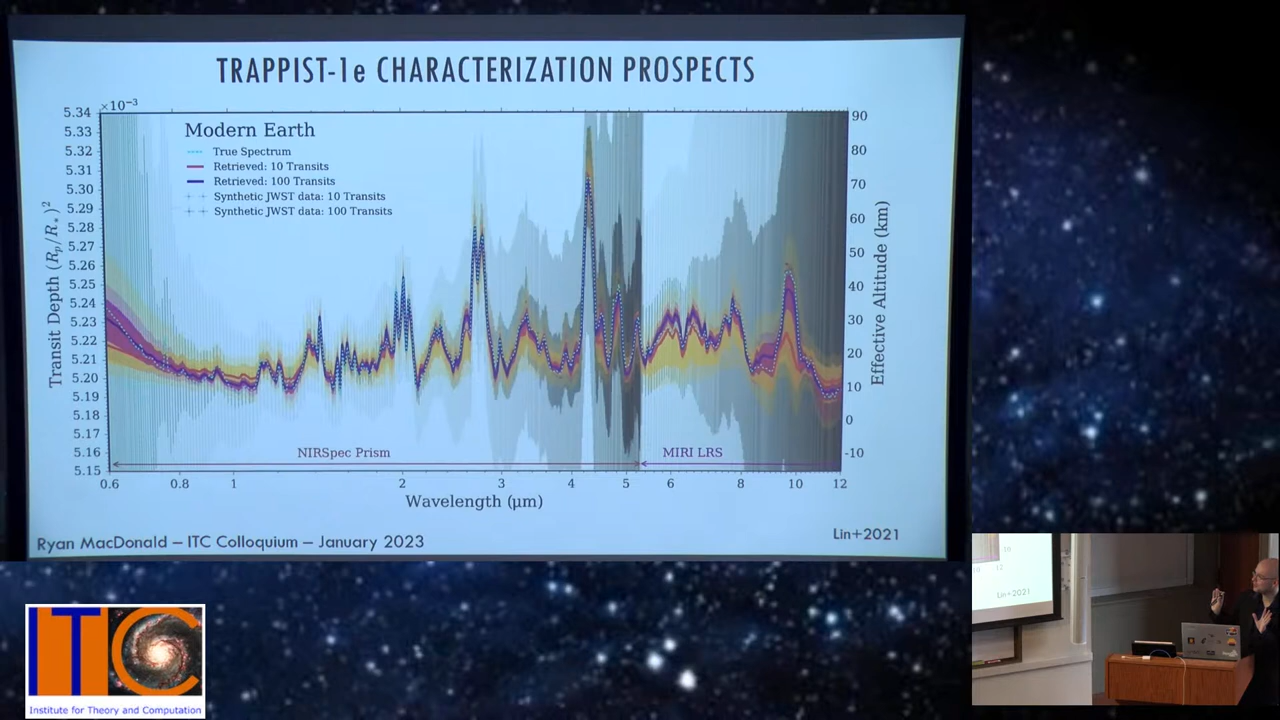 TRAPPIST-1e CHARACTERIZATION PROSPECTS
×10⁻³
Modern Earth
True Spectrum
Retrieved: 10 Transits
Retrieved: 100 Transits
Synthetic JWST data: 10 Transits
Synthetic JWST data: 100 Transits
5.34
5.33
5.32
5.31
5.30
5.29
5.28
5.27
5.26
5.25
5.24
5.23
5.22
5.21
5.20
5.19
5.18
5.17
5.16
5.15
Transit Depth (Rp/R*)²
90
80
70
60
50
40
30
20
10
0
-10
Effective Altitude (km)
NIRSpec Prism
MIRI LRS
0.6 0.8 1 2 3 4 5 6 8 10 12
Wavelength (μm)
Ryan MacDonald – ITC Colloquium – January 2023
Lin+2021
10
12
Lin+2021
ITC
Institute for Theory and Computation